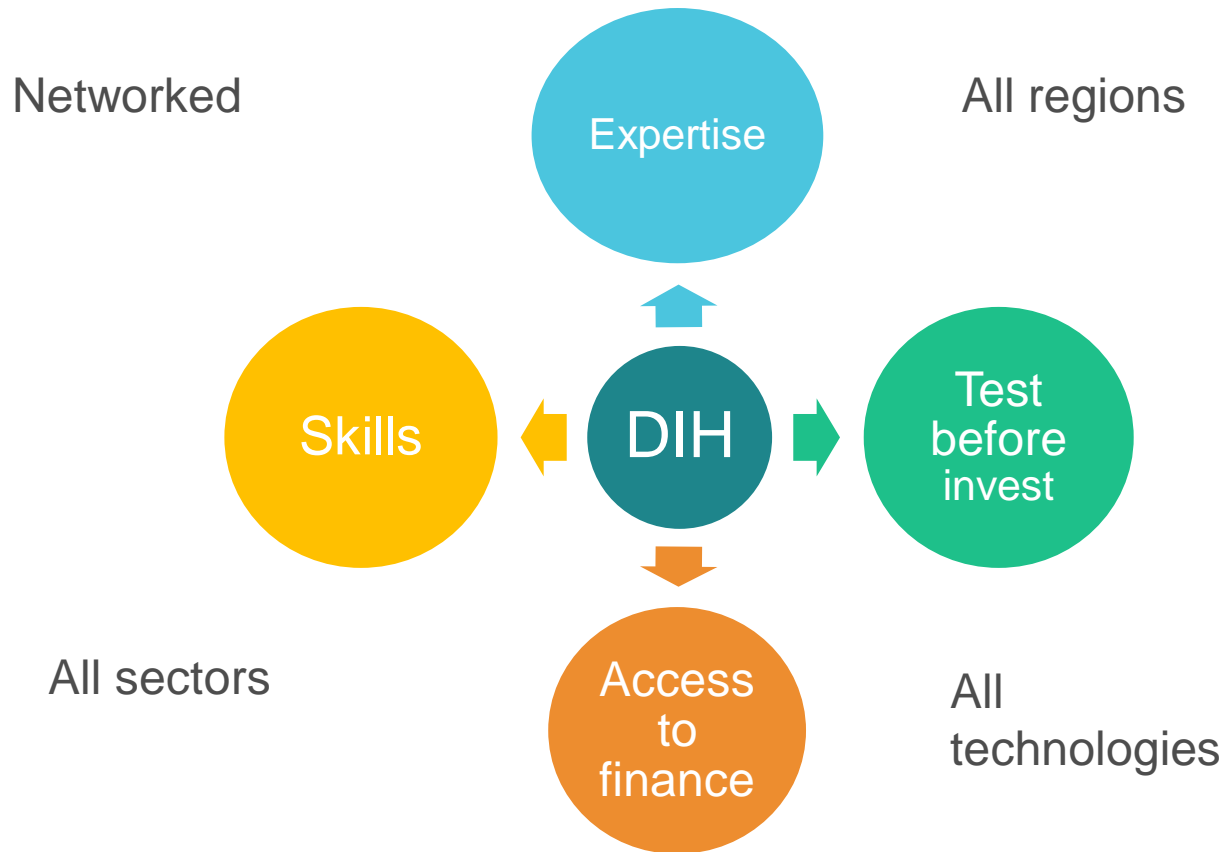 Networked
All regions
Expertise
Skills
DIH
Test
before
invest
All sectors
Access
to
finance
All
technologies